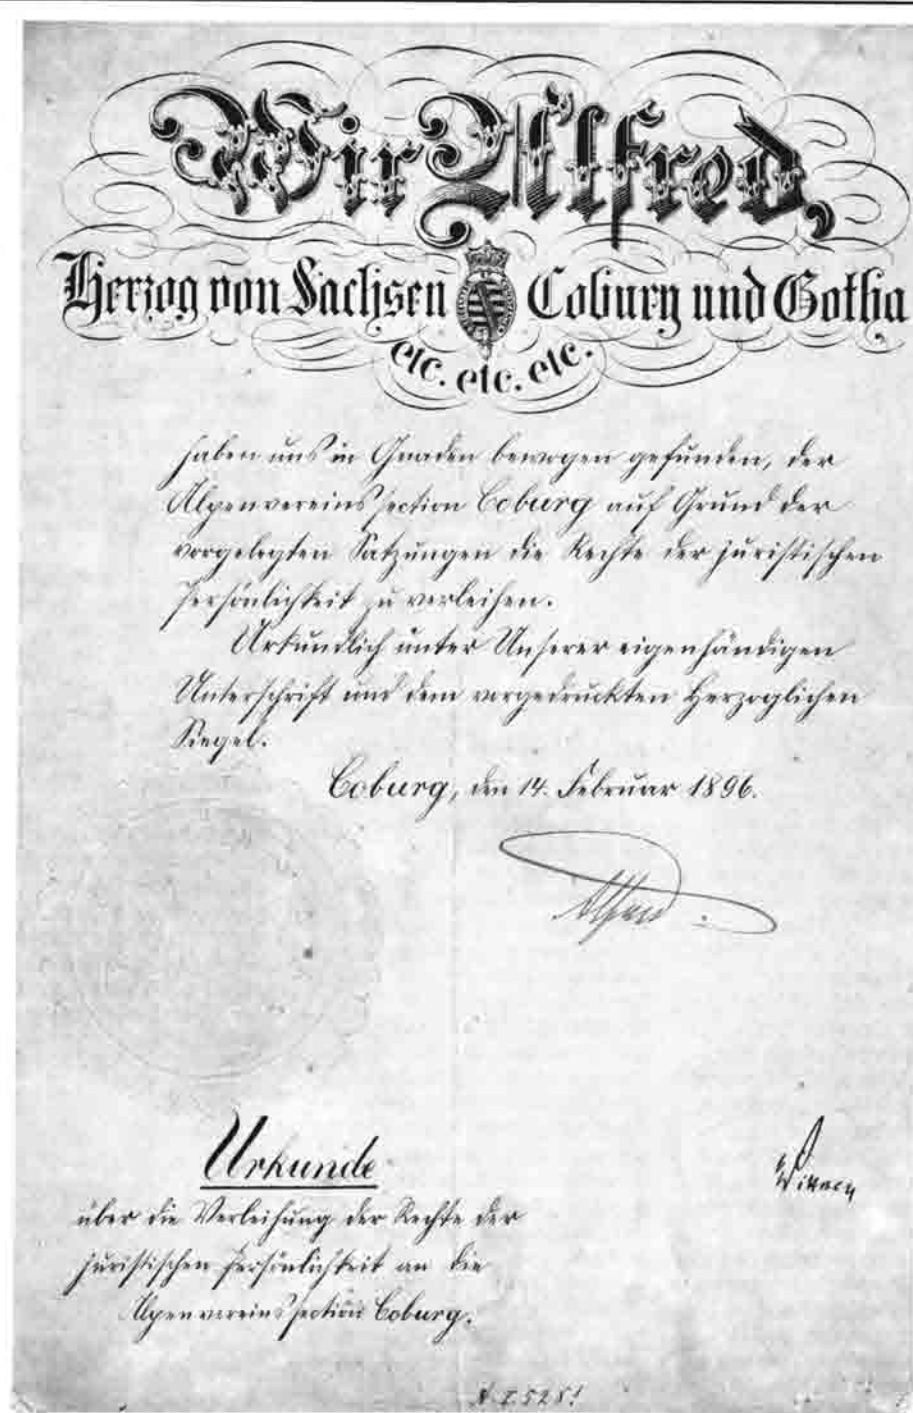 Wir Alfred,
Herzog von Sachsen Coburg und Gotha
etc. etc. etc.
haben uns in Gnaden bewogen gefunden, der
Alpenvereinssection Coburg auf Grund der
vorgelegten Satzungen die Rechte der juristischen
Persönlichkeit zu verleihen.
Urkundlich unter Unserer eigenhändigen
Unterschrift und dem vorgedruckten Herzoglichen
Siegel.
Coburg, den 14. Februar 1896.
Alfred.
Urkunde
über die Verleihung der Rechte der
juristischen Persönlichkeit an die
Alpenvereinssection Coburg.